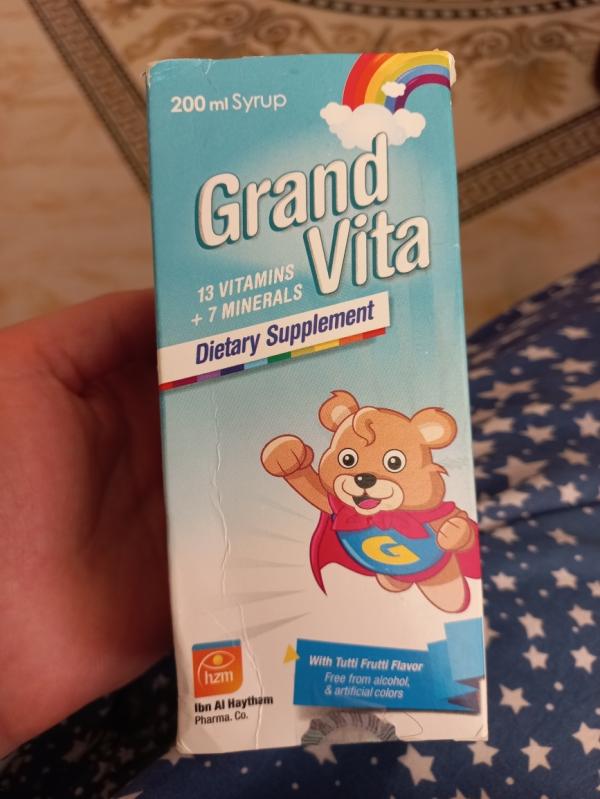 200 ml Syrup
Grand
Vita
13 VITAMINS
+ 7 MINERALS
Dietary Supplement
G
hzm
Ibn Al Haytham
Pharma. Co.
With Tutti Frutti Flavor
Free from alcohol,
& artificial colors